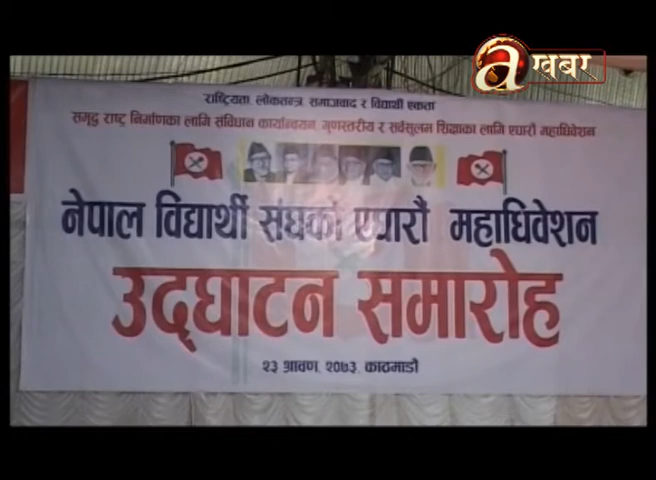 a खबर
राष्ट्रियता, लोकतन्त्र, समाजवाद र विद्यार्थी एकता
समृद्ध राष्ट्र निर्माणका लागि संविधान कार्यान्वयन, गुणस्तरीय र सर्वसुलभ शिक्षाका लागि एघारौं महाधिवेशन
नेपाल विद्यार्थी संघको एघारौं महाधिवेशन
उद्घाटन समारोह
२३ श्रावण, २०७३, काठमाडौं